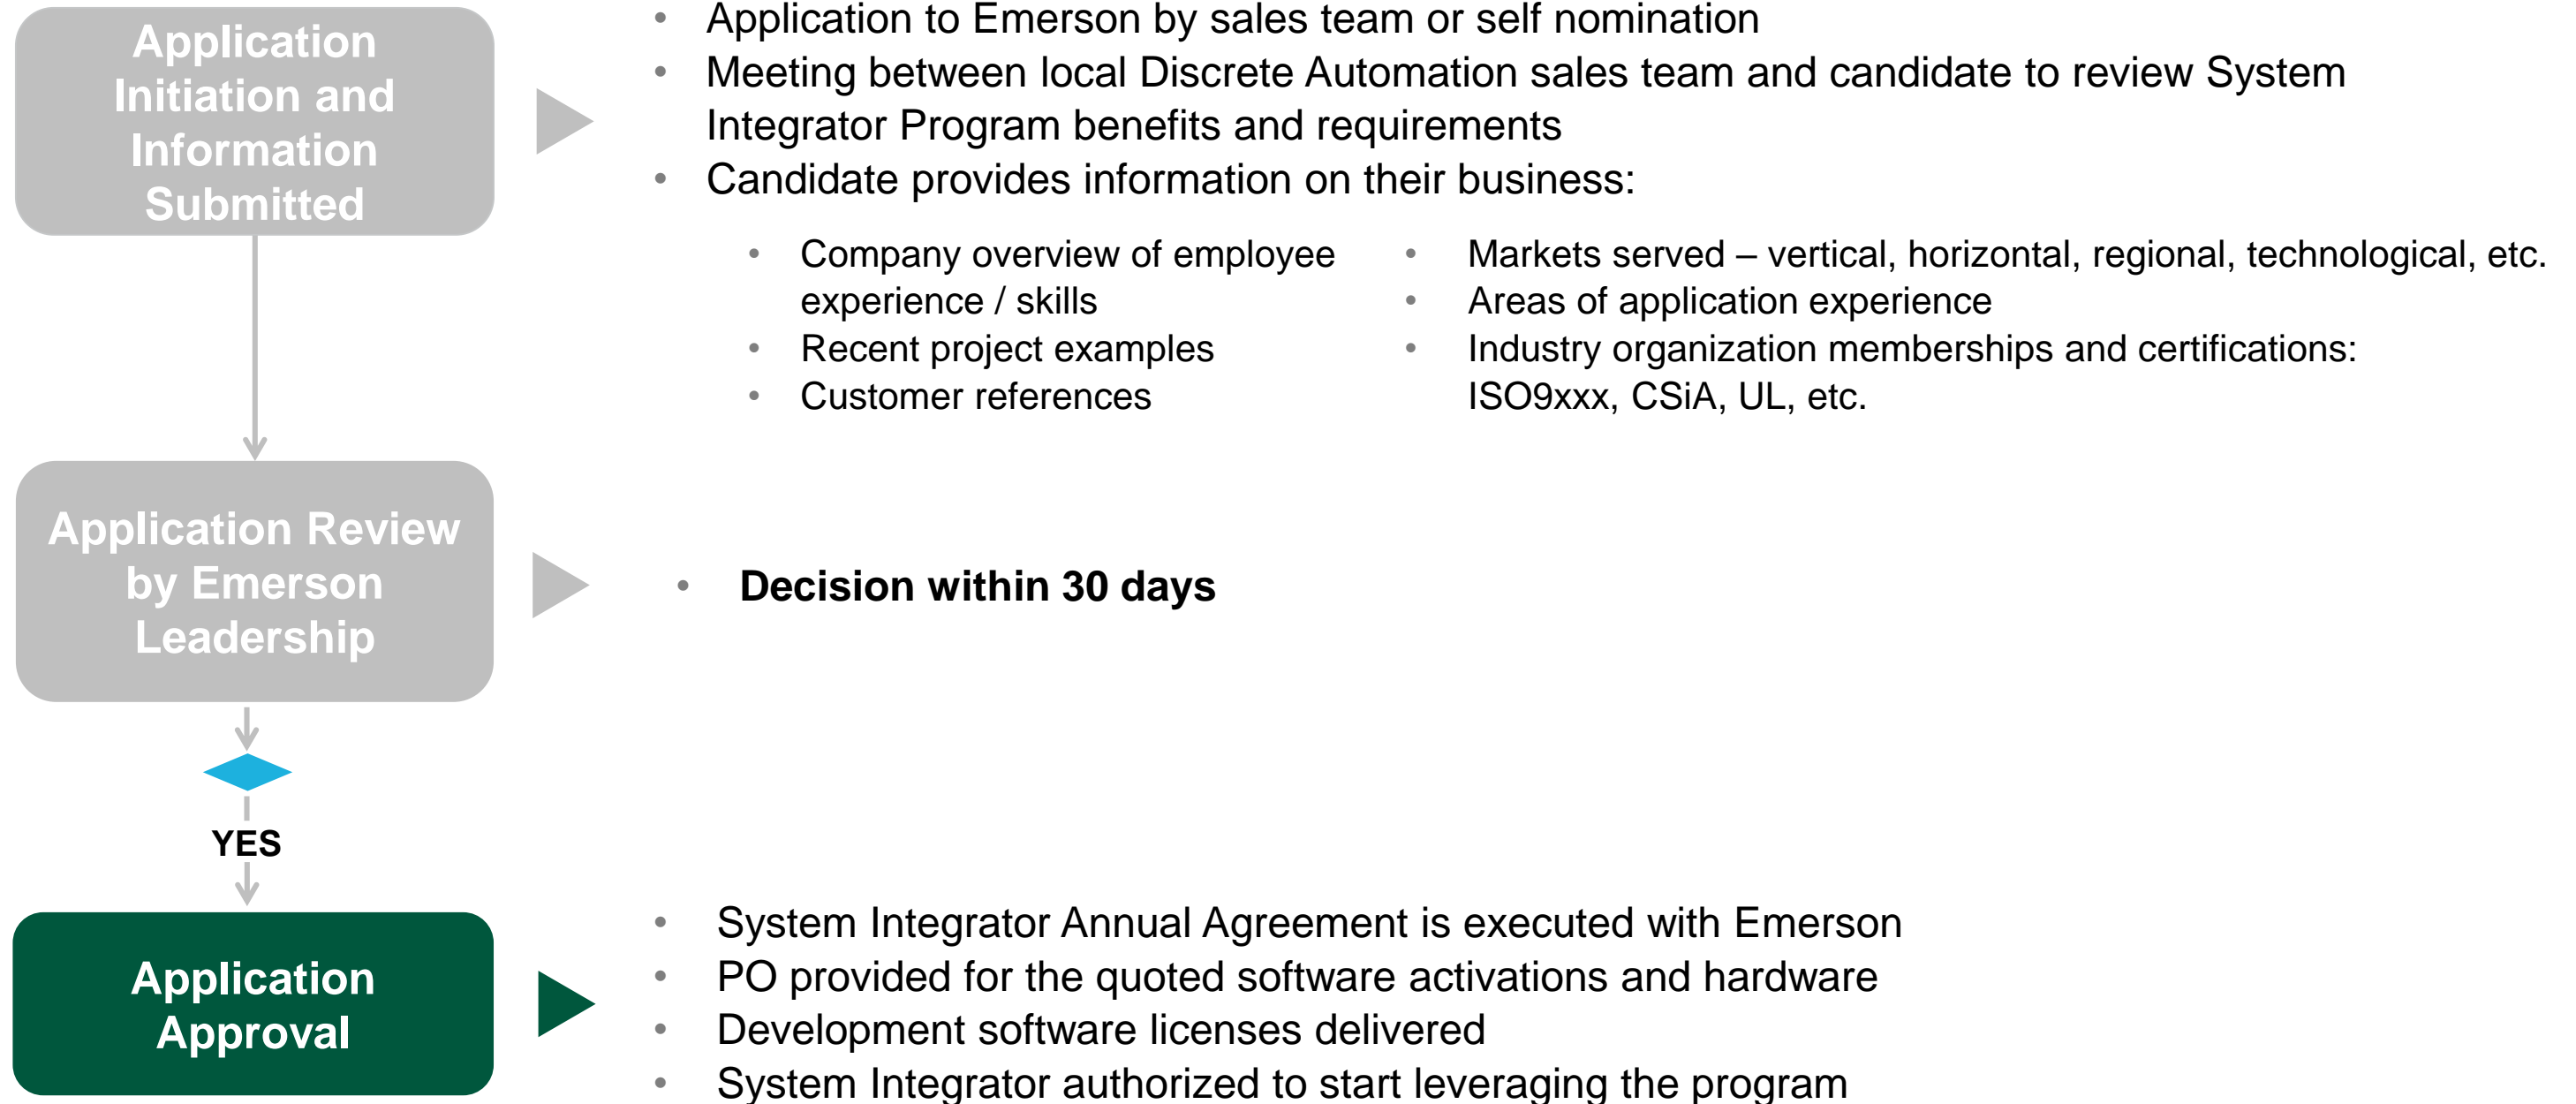 Application
Initiation and
Information
Submitted
• Application to Emerson by sales team or self nomination
• Meeting between local Discrete Automation sales team and candidate to review System
Integrator Program benefits and requirements
• Candidate provides information on their business:
• Company overview of employee
experience / skills
• Recent project examples
• Customer references
• Markets served – vertical, horizontal, regional, technological, etc.
• Areas of application experience
• Industry organization memberships and certifications:
ISO9xxx, CSiA, UL, etc.
Application Review
by Emerson
Leadership
• Decision within 30 days
YES
Application
Approval
• System Integrator Annual Agreement is executed with Emerson
• PO provided for the quoted software activations and hardware
• Development software licenses delivered
• System Integrator authorized to start leveraging the program